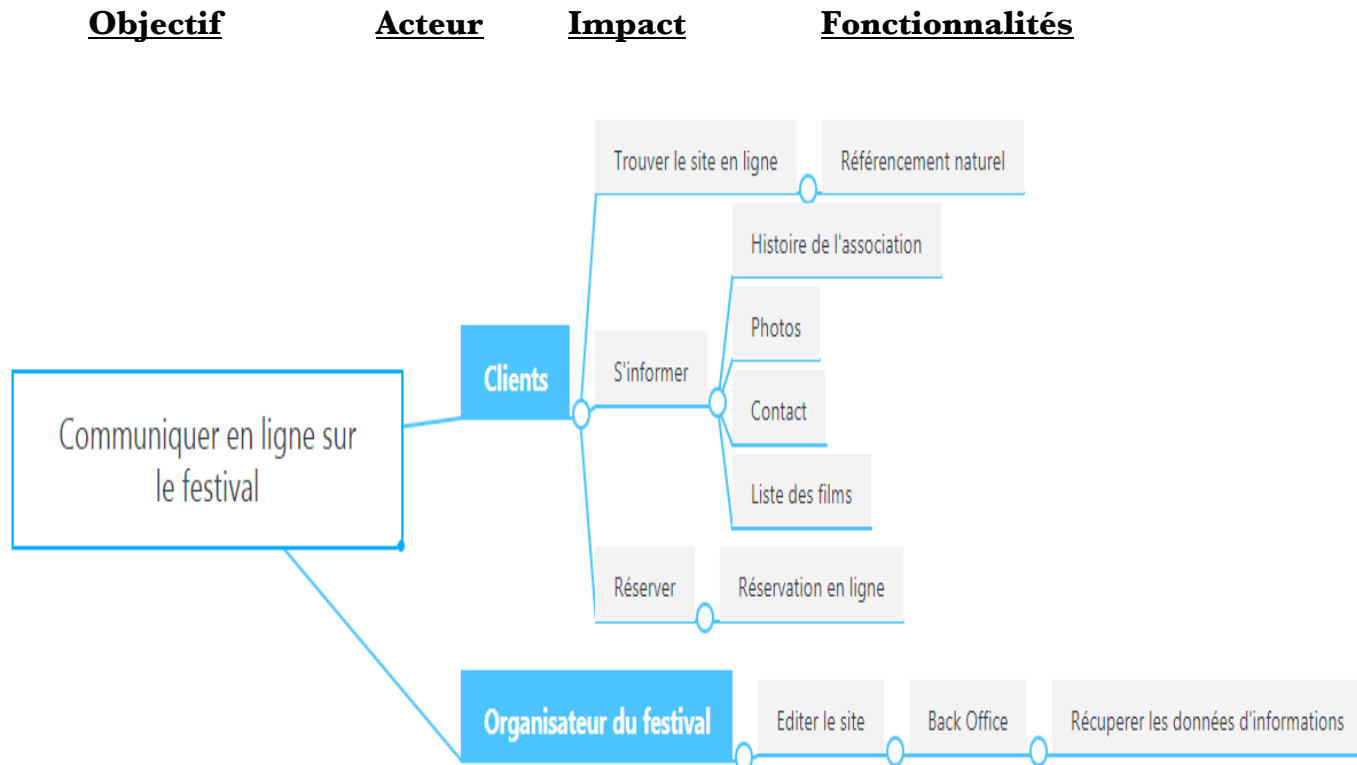 Objectif Acteur Impact Fonctionnalités
Trouver le site en ligne Référencement naturel
Histoire de l'association
Photos
Clients S'informer
Contact
Communiquer en ligne sur
le festival
Liste des films
Réserver Réservation en ligne
Organisateur du festival Editer le site Back Office Récuperer les données d'informations